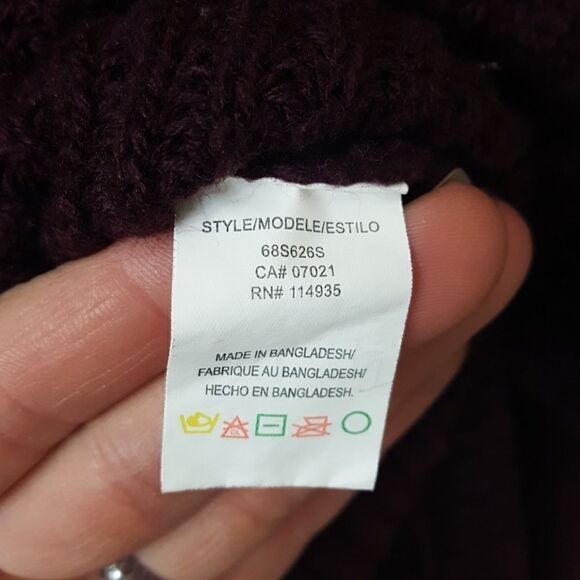 STYLE/MODELE/ESTILO
68S626S
CA# 07021
RN# 114935
MADE IN BANGLADESH/
FABRIQUE AU BANGLADESH/
HECHO EN BANGLADESH.